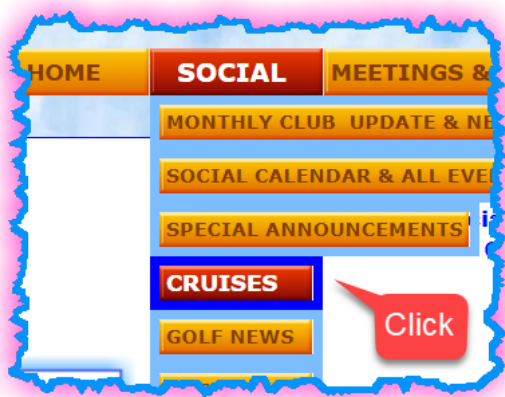 HOME SOCIAL MEETINGS &
MONTHLY CLUB UPDATE & NE
SOCIAL CALENDAR & ALL EVE
SPECIAL ANNOUNCEMENTS
CRUISES
Click
GOLF NEWS